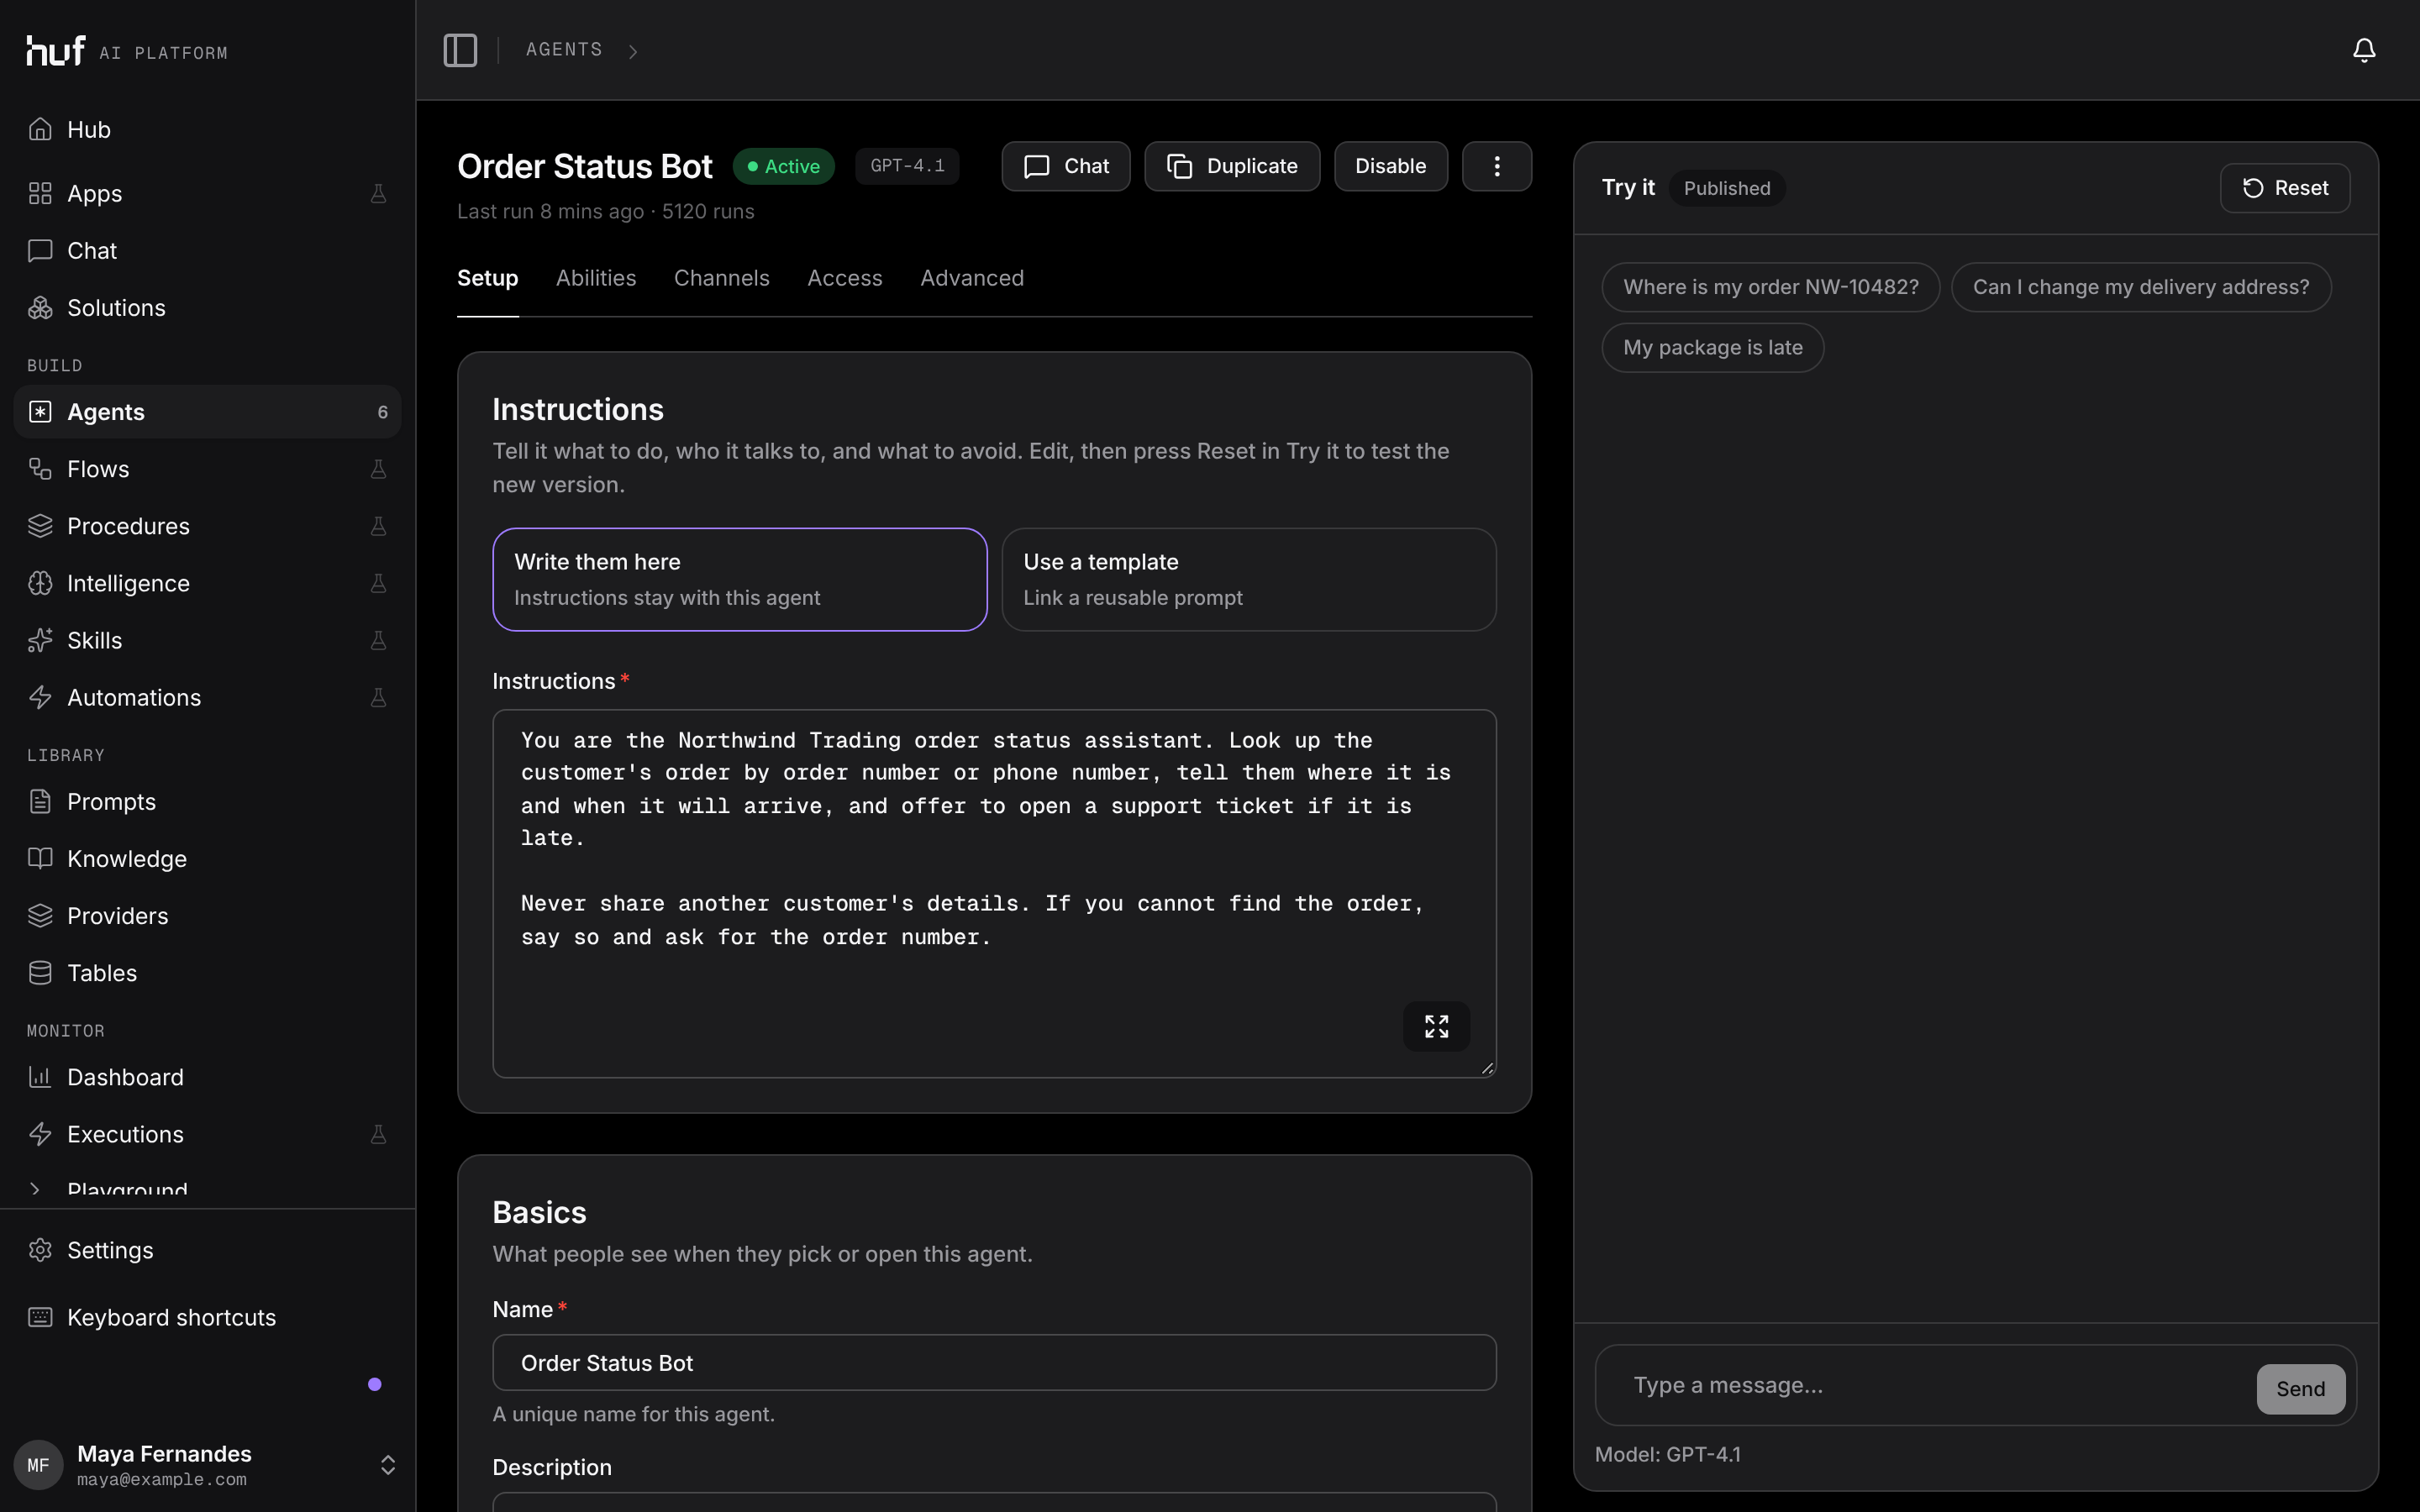 huf AI PLATFORM
Hub
Apps
Chat
Solutions
BUILD
Agents 6
Flows
Procedures
Intelligence
Skills
Automations
LIBRARY
Prompts
Knowledge
Providers
Tables
MONITOR
Dashboard
Executions
Playground
Settings
Keyboard shortcuts
MF
Maya Fernandes
maya@example.com
AGENTS
Order Status Bot
Active
GPT-4.1
Chat
Duplicate
Disable
Last run 8 mins ago · 5120 runs
Setup
Abilities
Channels
Access
Advanced
Instructions
Tell it what to do, who it talks to, and what to avoid. Edit, then press Reset in Try it to test the
new version.
Write them here
Instructions stay with this agent
Use a template
Link a reusable prompt
Instructions *
You are the Northwind Trading order status assistant. Look up the
customer's order by order number or phone number, tell them where it is
and when it will arrive, and offer to open a support ticket if it is
late.
Never share another customer's details. If you cannot find the order,
say so and ask for the order number.
Basics
What people see when they pick or open this agent.
Name *
Order Status Bot
A unique name for this agent.
Description
Try it
Published
Reset
Where is my order NW-10482?
Can I change my delivery address?
My package is late
Type a message...
Send
Model: GPT-4.1